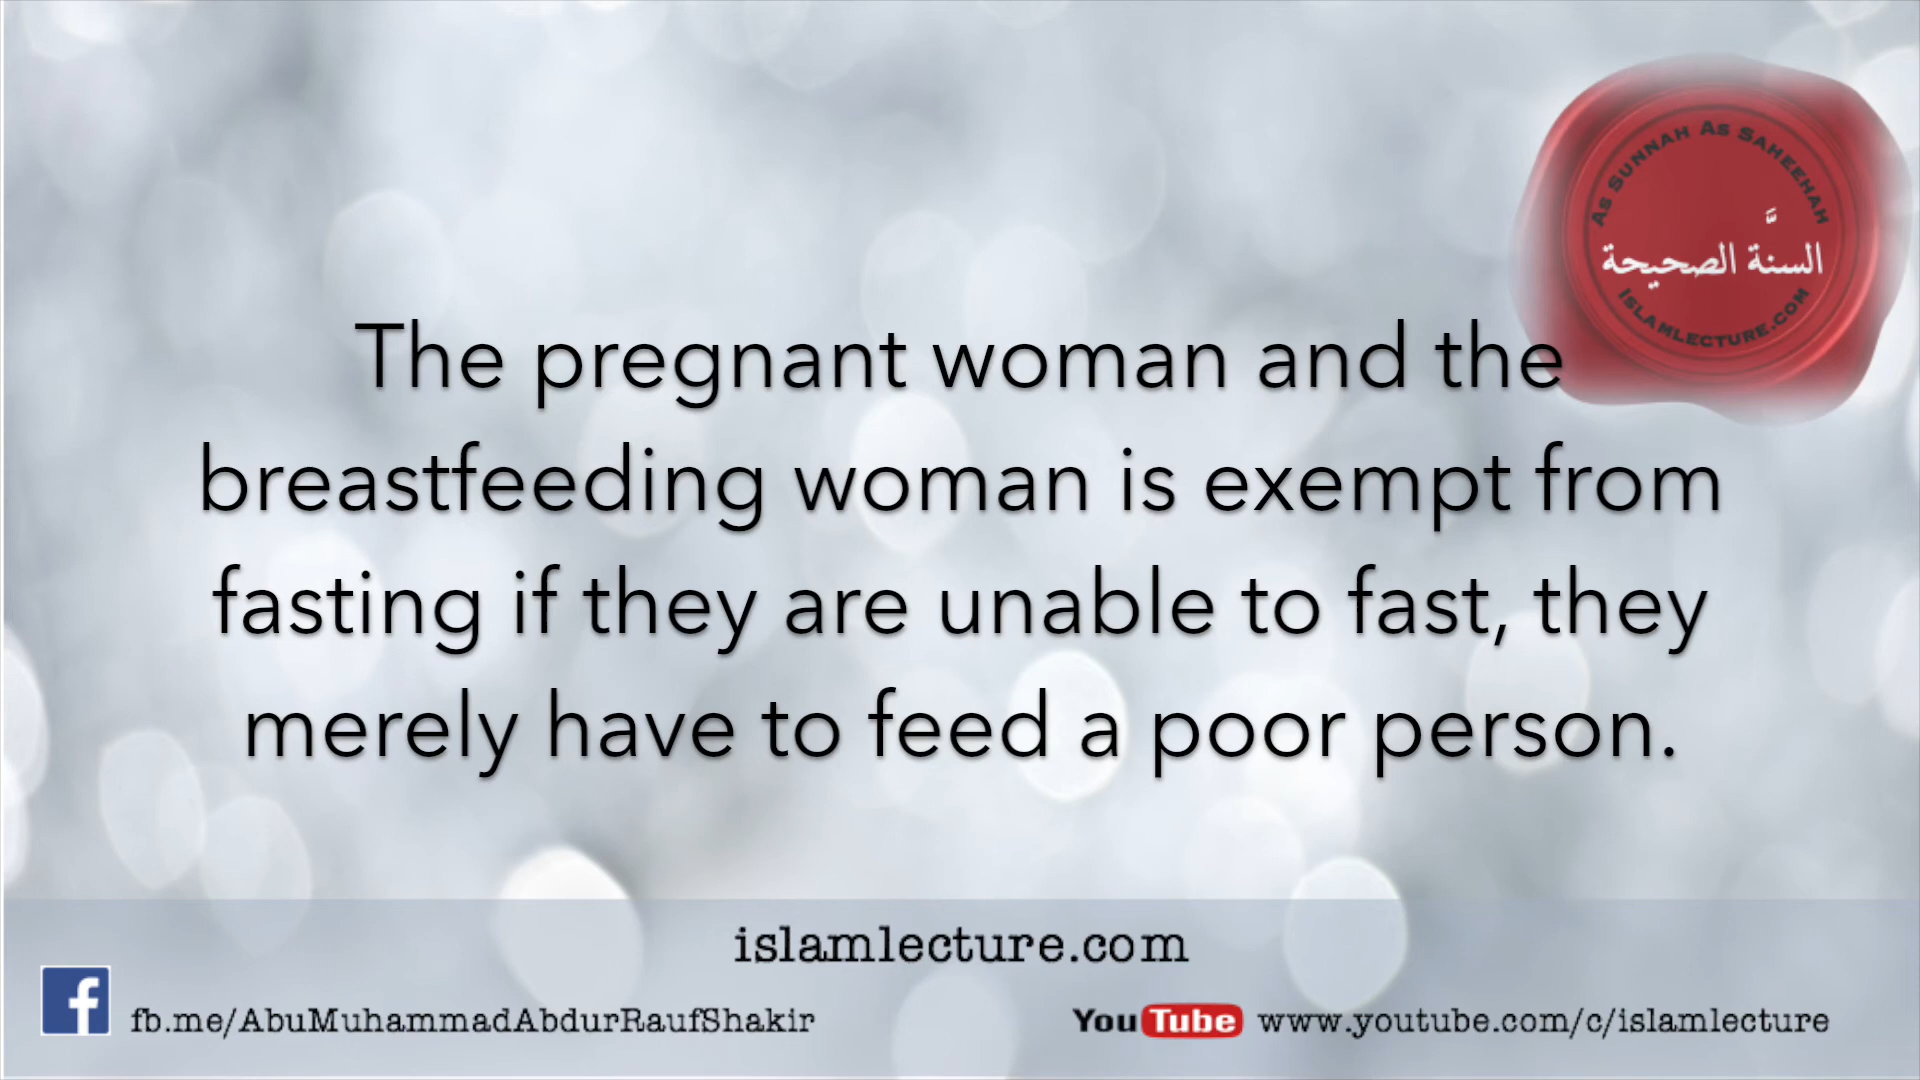 As Sunnah As Saheehah
السنَّة الصحيحة
Islamlecture.com
The pregnant woman and the
breastfeeding woman is exempt from
fasting if they are unable to fast, they
merely have to feed a poor person.
islamlecture.com
f fb.me/AbuMuhammadAbdurRaufShakir
YouTube www.youtube.com/c/islamlecture